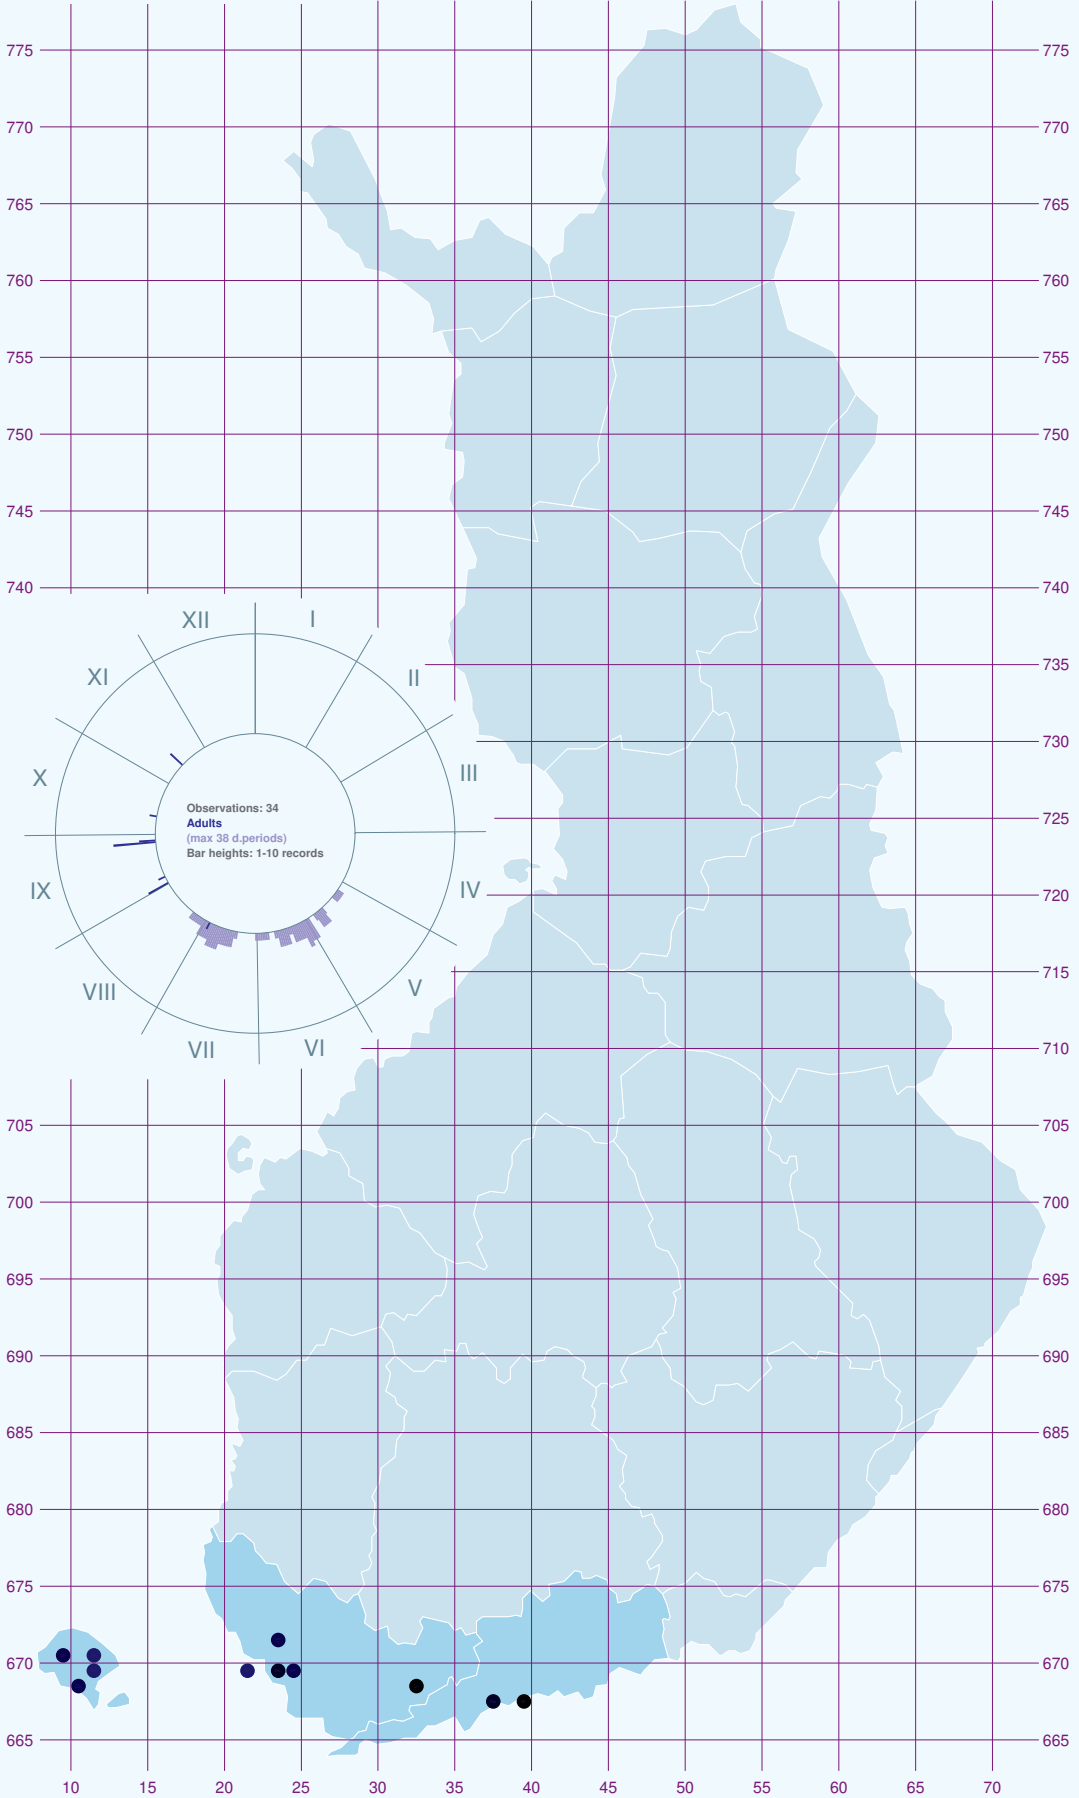 775 775
770 770
765 765
760 760
755 755
750 750
745 745
740 740
XII I
XI II
735
730
X III
Observations: 34
Adults
(max 38 d.periods)
Bar heights: 1-10 records
725
IX IV
720
VIII V
715
VII VI
710
705 705
700 700
695 695
690 690
685 685
680 680
675 675
670 670
665 665
10 15 20 25 30 35 40 45 50 55 60 65 70